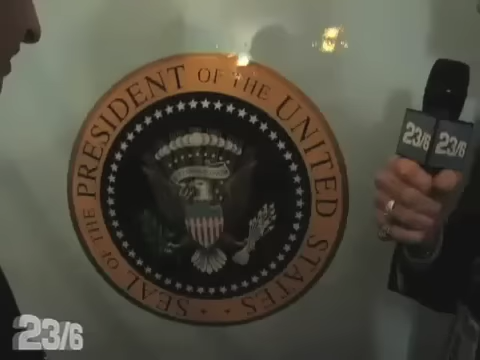 SEAL OF THE PRESIDENT OF THE UNITED STATES
23/6 23/6
23/6